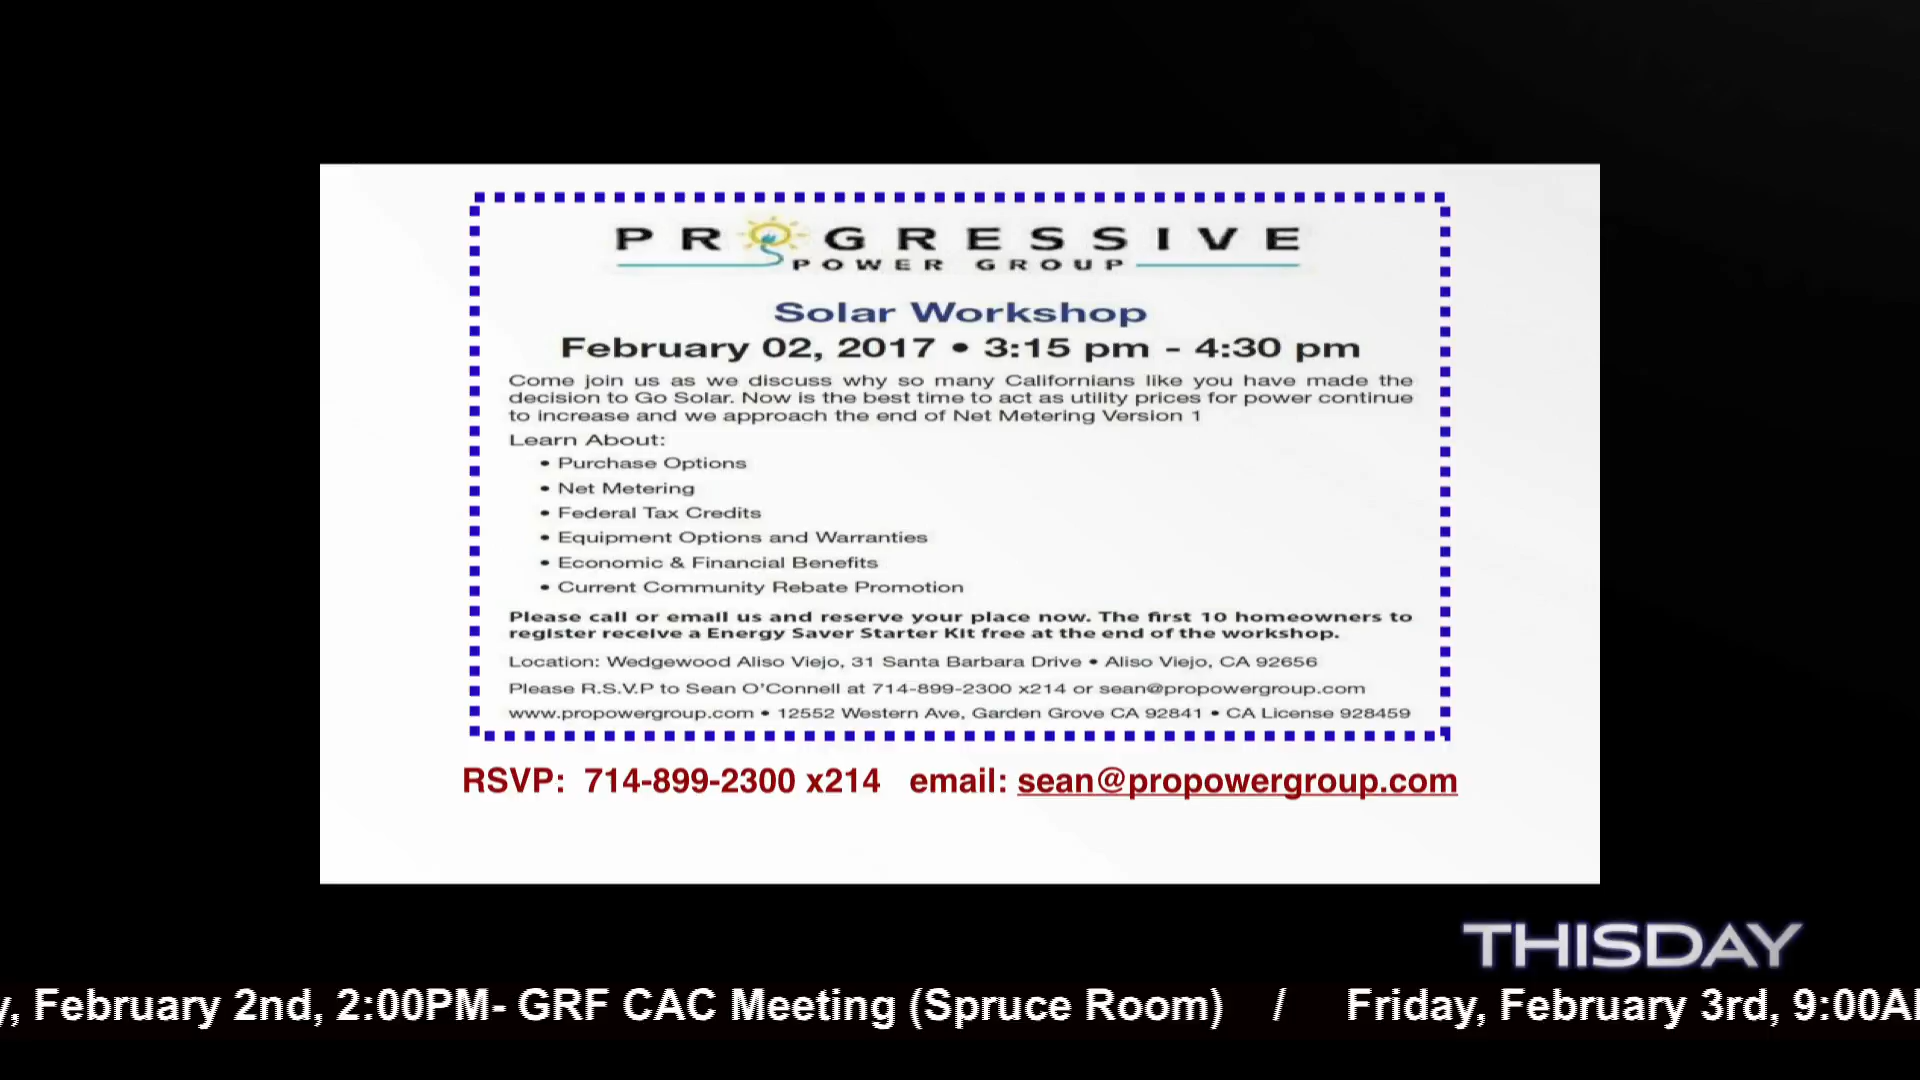 PROGRESSIVE
POWER GROUP
Solar Workshop
February 02, 2017 • 3:15 pm - 4:30 pm
Come join us as we discuss why so many Californians like you have made the
decision to Go Solar. Now is the best time to act as utility prices for power continue
to increase and we approach the end of Net Metering Version 1
Learn About:
• Purchase Options
• Net Metering
• Federal Tax Credits
• Equipment Options and Warranties
• Economic & Financial Benefits
• Current Community Rebate Promotion
Please call or email us and reserve your place now. The first 10 homeowners to
register receive a Energy Saver Starter Kit free at the end of the workshop.
Location: Wedgewood Aliso Viejo, 31 Santa Barbara Drive • Aliso Viejo, CA 92656
Please R.S.V.P to Sean O'Connell at 714-899-2300 x214 or sean@propowergroup.com
www.propowergroup.com • 12552 Western Ave, Garden Grove CA 92841 • CA License 928459
RSVP: 714-899-2300 x214 email: sean@propowergroup.com
THISDAY
y, February 2nd, 2:00PM- GRF CAC Meeting (Spruce Room) / Friday, February 3rd, 9:00A